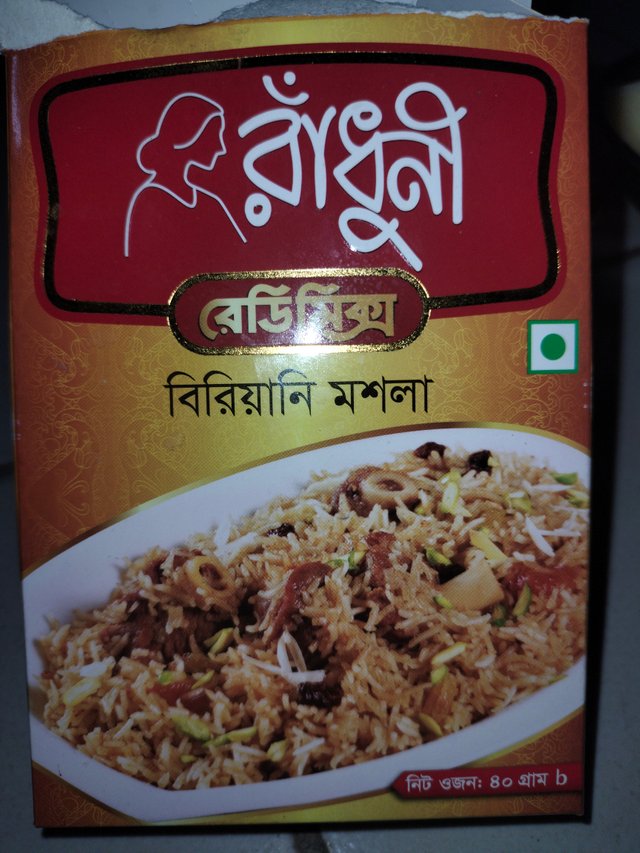 রাঁধুনী
রেডিমিক্স
বিরিয়ানি মশলা
নিট ওজন: ৪০ গ্রাম b